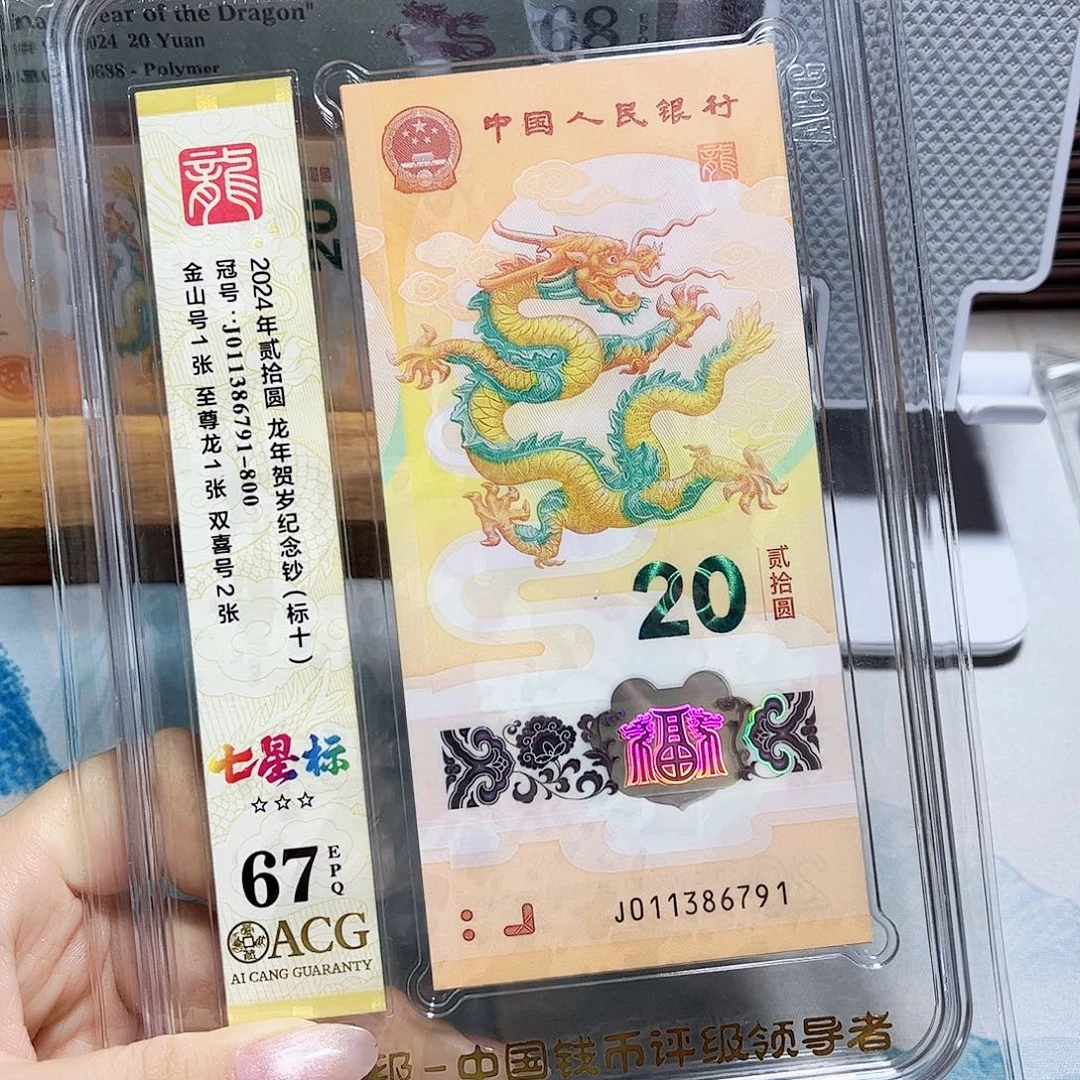 Year of the Dragon"
2024 20 Yuan
- Polymer
68
ACG
龍
2024年贰拾圆 龙年贺岁纪念钞(标十)
冠号:J011386791-800
金山号1张 至尊龙1张 双喜号2张
七星标
☆☆☆
67 EPQ
ACG
AI CANG GUARANTY
中国人民银行
龍
20
贰拾圆
福
J011386791
级-中国钱币评级领导者